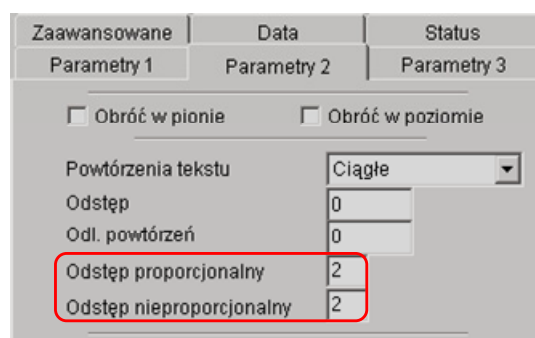 Zaawansowane Data Status
Parametry 1 Parametry 2 Parametry 3
Obróć w pionie Obróć w poziomie
Powtórzenia tekstu Ciągłe
Odstęp 0
Odl. powtórzeń 0
Odstęp proporcjonalny 2
Odstęp nieproporcjonalny 2